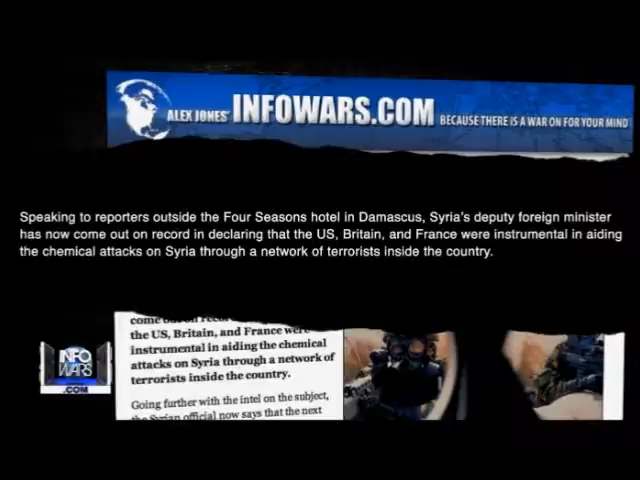 ALEX JONES' INFOWARS.COM BECAUSE THERE IS A WAR ON FOR YOUR MIND
Speaking to reporters outside the Four Seasons hotel in Damascus, Syria's deputy foreign minister
has now come out on record in declaring that the US, Britain, and France were instrumental in aiding
the chemical attacks on Syria through a network of terrorists inside the country.
come out on
the US, Britain, and France were
instrumental in aiding the chemical
attacks on Syria through a network of
terrorists inside the country.
Going further with the intel on the subject,
the Syrian official now says that the next
INFO
WARS
.COM